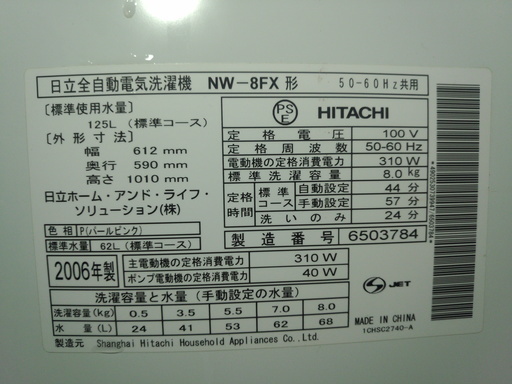 日立全自動電気洗濯機 NW-8FX 形 50-60Hz共用
〔標準使用水量〕
125L (標準コース)
〔外形寸法〕
幅 612 mm
奥行 590 mm
高さ 1010 mm
日立ホーム・アンド・ライフ・
ソリューション(株)
色相 P(パールピンク)
標準水量 62L (標準コース)
PSE HITACHI
定格電圧 100 V
定格周波数 50-60 Hz
電動機の定格消費電力 310 W
標準洗濯容量 8.0 kg
定格時間 標準コース 自動設定 44 分
手動設定 57 分
洗いのみ 24 分
製造番号 6503784
2006年製 主電動機の定格消費電力 310 W
ポンプ電動機の定格消費電力 40 W
洗濯容量と水量 (手動設定の水量)
洗濯容量(kg) 0.5 3.5 5.5 7.0 8.0
水量(L) 24 41 53 62 68
製造元 Shanghai Hitachi Household Appliances Co.,Ltd.
JET
MADE IN CHINA
1CHSC2740-A